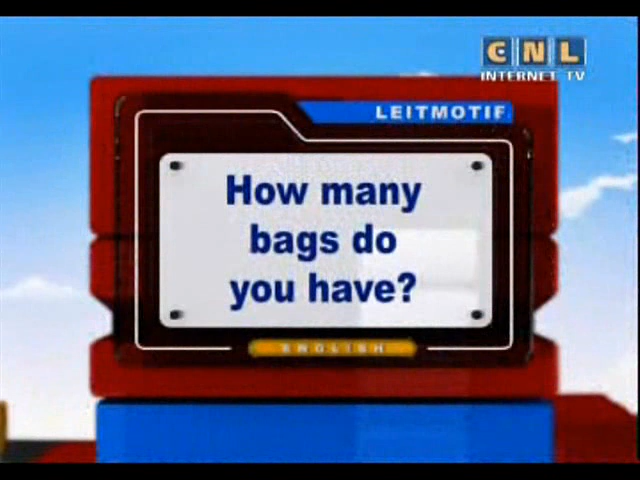 CNL
INTERNET TV
LEITMOTIF
How many
bags do
you have?
ENGLISH